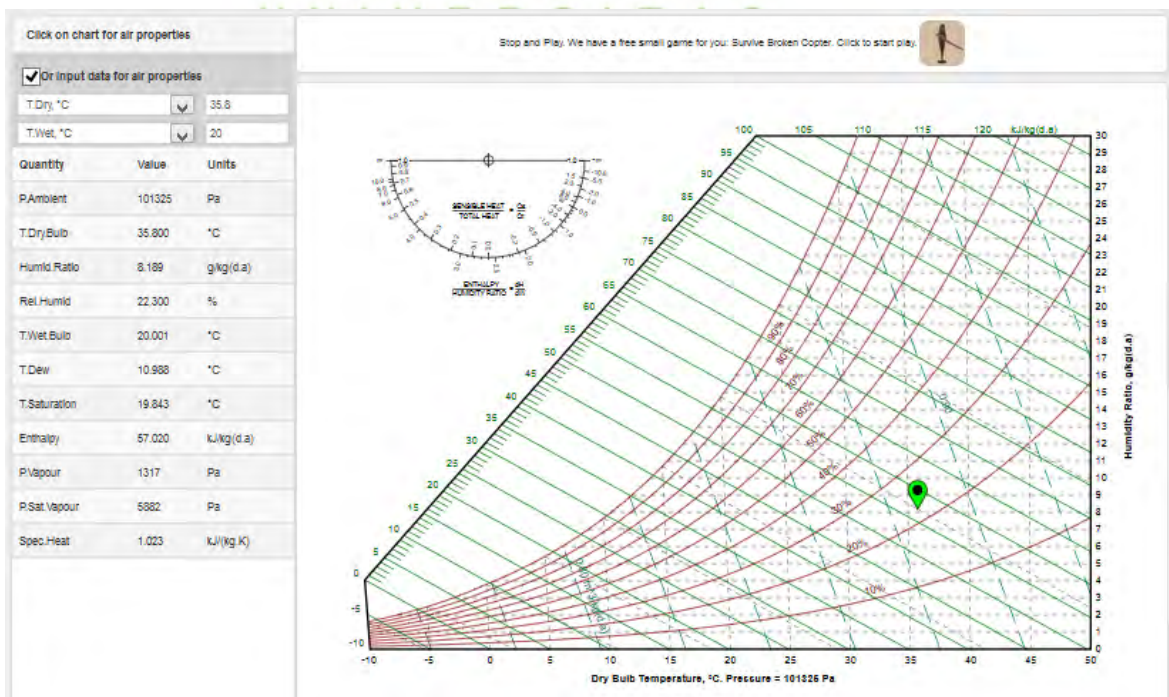 Click on chart for air properties
Stop and Play. We have a free small game for you: Survive Broken Copter. Click to start play.
Or input data for air properties
T.Dry, °C 35.8
T.Wet, °C 20
Quantity Value Units
P.Ambient 101325 Pa
T.DryBulb 35.800 °C
Humid.Ratio 8.189 g/kg(d.a)
Rel.Humid 22.300 %
T.Wet Bulb 20.001 °C
T.Dew 10.988 °C
T.Saturation 19.843 °C
Enthalpy 57.020 kJ/kg(d.a)
P.Vapour 1317 Pa
P.Sat.Vapour 5882 Pa
Spec.Heat 1.023 kJ/(kg.K)
SENSIBLE HEAT
TOTAL HEAT
ENTHALPY
HUMIDITY RATIO
100 105 110 115 120 kJ/kg(d.a)
95
90
85
80
75
70
65
60
55
50
45
40
35
30
25
20
15
10
5
0
-5
-10
90%
80%
70%
60%
50%
40%
30%
20%
10%
30
29
28
27
26
25
24
23
22
21
20
19
18
17
16
15
14
13
12
11
10
9
8
7
6
5
4
3
2
1
0
Humidity Ratio, g/kg(d.a)
-10 -5 0 5 10 15 20 25 30 35 40 45 50
Dry Bulb Temperature, °C. Pressure = 101325 Pa